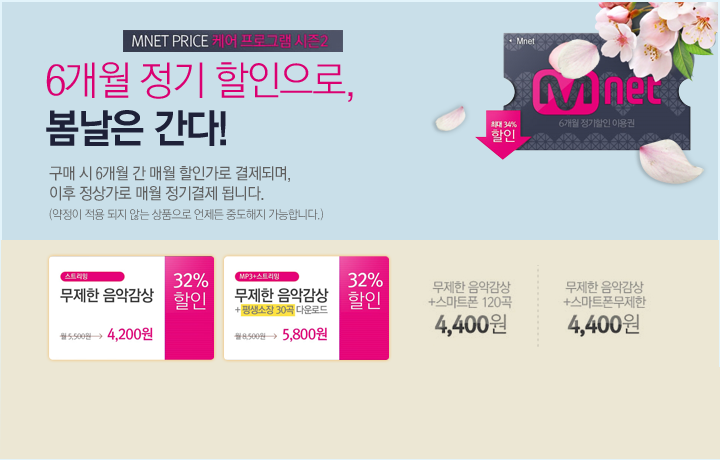 MNET PRICE 케어 프로그램 시즌2
6개월 정기 할인으로,
봄날은 간다!
구매 시 6개월 간 매월 할인가로 결제되며,
이후 정상가로 매월 정기결제 됩니다.
(약정이 적용 되지 않는 상품으로 언제든 중도해지 가능합니다.)
Mnet
Mnet
6개월 정기할인 이용권
최대 34%
할인
스트리밍
무제한 음악감상
월 5,500원 → 4,200원
32%
할인
MP3+스트리밍
무제한 음악감상
+ 평생소장 30곡 다운로드
월 8,500원 → 5,800원
32%
할인
무제한 음악감상
+스마트폰 120곡
4,400원
무제한 음악감상
+스마트폰무제한
4,400원